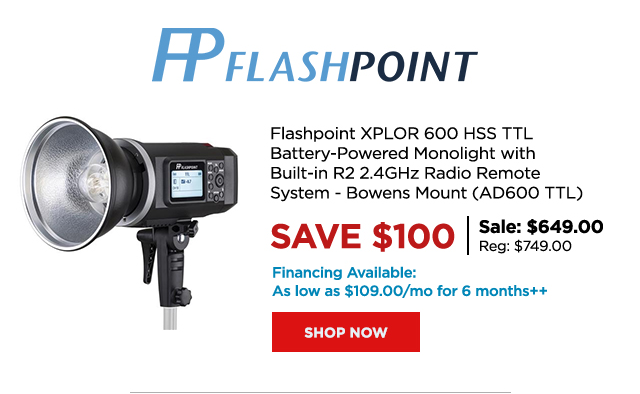 FP FLASHPOINT
FP FLASHPOINT
Flashpoint XPLOR 600 HSS TTL
Battery-Powered Monolight with
Built-in R2 2.4GHz Radio Remote
System - Bowens Mount (AD600 TTL)
SAVE $100
Sale: $649.00
Reg: $749.00
Financing Available:
As low as $109.00/mo for 6 months++
SHOP NOW